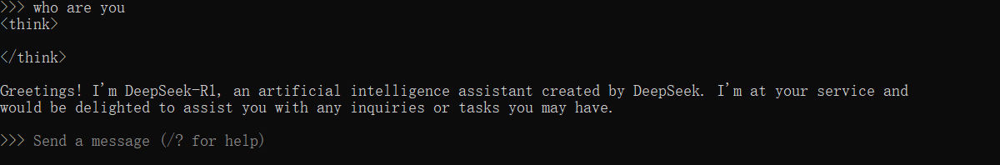 >>> who are you
<think>
</think>
Greetings! I'm DeepSeek-R1, an artificial intelligence assistant created by DeepSeek. I'm at your service and
would be delighted to assist you with any inquiries or tasks you may have.
>>> Send a message (/? for help)